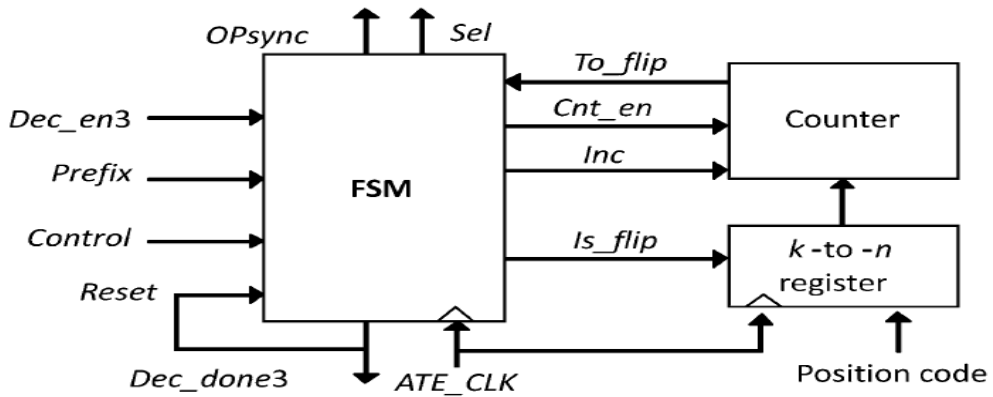 OPsync
Sel
To_flip
Dec_en3
Cnt_en
Counter
Inc
Prefix
FSM
Control
Is_flip
k -to -n
register
Reset
Dec_done3
ATE_CLK
Position code